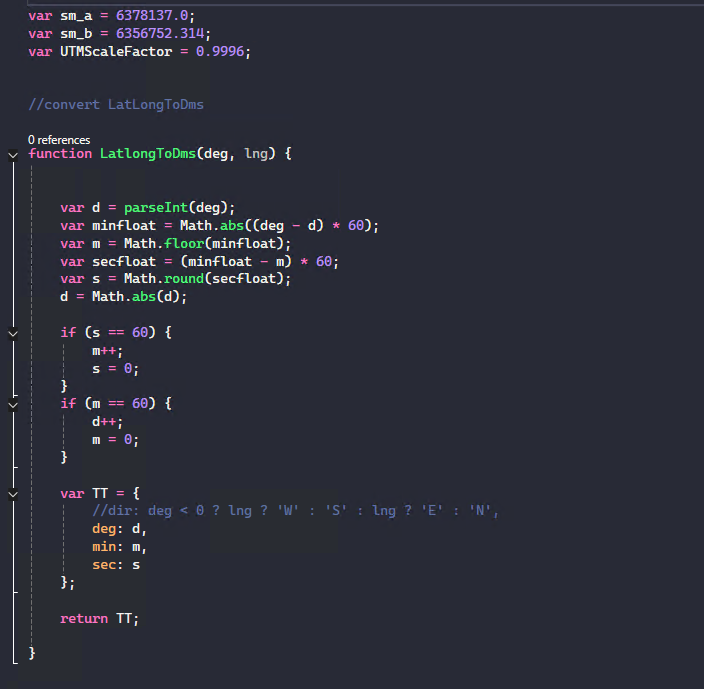 var sm_a = 6378137.0;
var sm_b = 6356752.314;
var UTMScaleFactor = 0.9996;
//convert LatLongToDms
0 references
function LatlongToDms(deg, lng) {
var d = parseInt(deg);
var minfloat = Math.abs((deg - d) * 60);
var m = Math.floor(minfloat);
var secfloat = (minfloat - m) * 60;
var s = Math.round(secfloat);
d = Math.abs(d);
if (s == 60) {
m++;
s = 0;
}
if (m == 60) {
d++;
m = 0;
}
var TT = {
//dir: deg < 0 ? lng ? 'W' : 'S' : lng ? 'E' : 'N',
deg: d,
min: m,
sec: s
};
return TT;
}